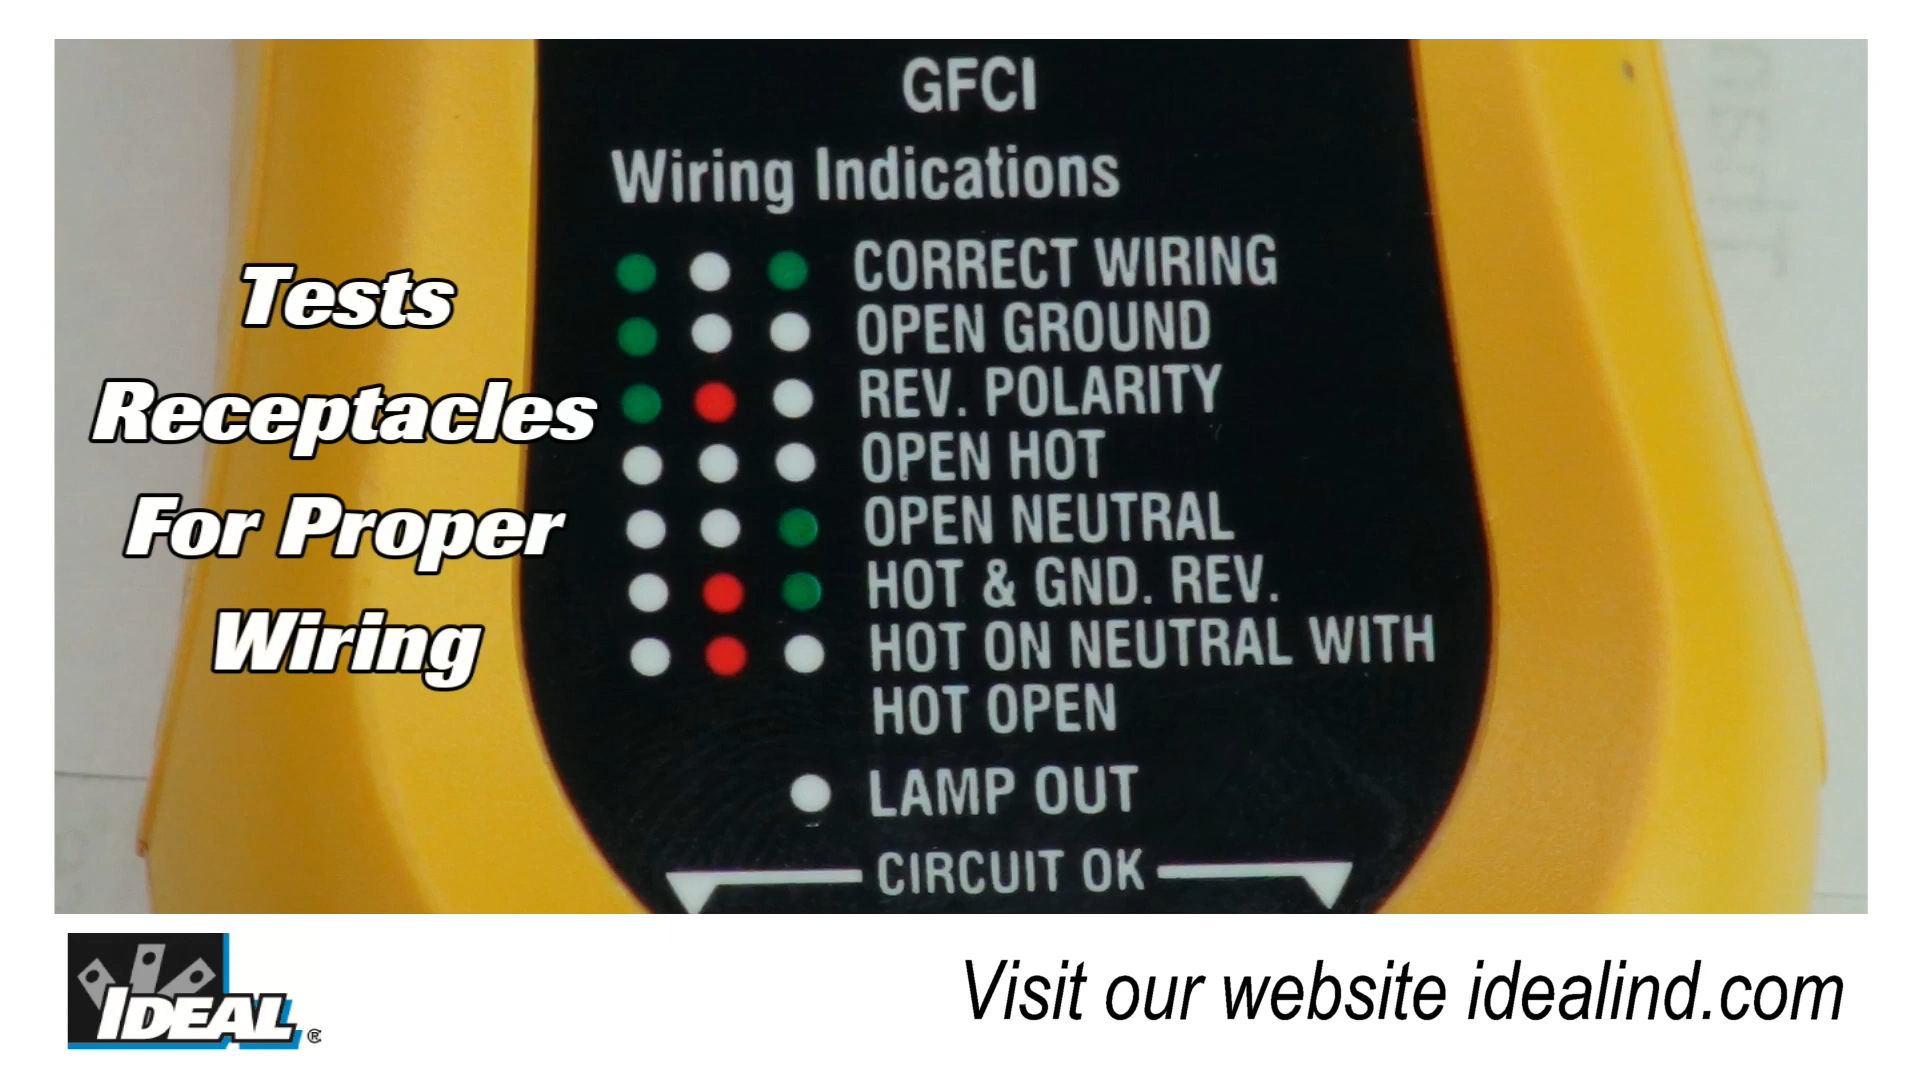 GFCI
Wiring Indications
CORRECT WIRING
OPEN GROUND
REV. POLARITY
OPEN HOT
OPEN NEUTRAL
HOT & GND. REV.
HOT ON NEUTRAL WITH
HOT OPEN
LAMP OUT
CIRCUIT OK
Tests
Receptacles
For Proper
Wiring
IDEAL®
Visit our website idealind.com